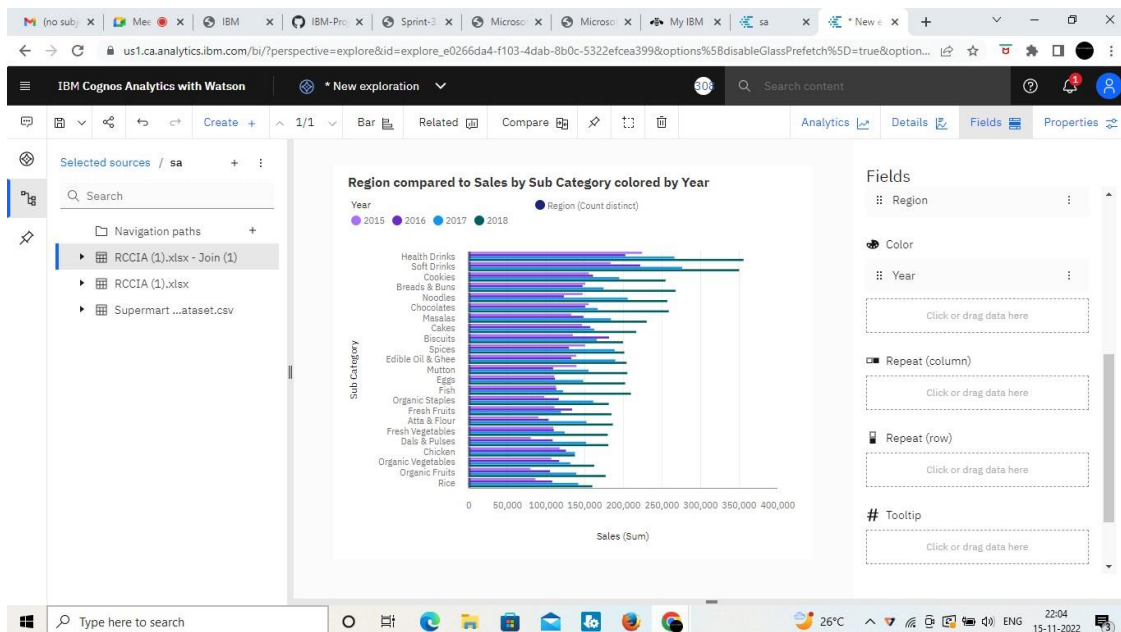 (no subj
Mee
IBM
IBM-Pro
Sprint-3
Microso
Microso
My IBM
sa
* New e
us1.ca.analytics.ibm.com/bi/?perspective=explore&id=explore_e0266da4-f103-4dab-8b0c-5322efcea399&options%5BdisableGlassPrefetch%5D=true&option...
IBM Cognos Analytics with Watson
* New exploration
308
Search content
1
Create +
1/1
Bar
Related
Compare
Analytics
Details
Fields
Properties
Selected sources / sa
Search
Navigation paths
RCCIA (1).xlsx - Join (1)
RCCIA (1).xlsx
Supermart ...ataset.csv
Region compared to Sales by Sub Category colored by Year
Year
Region (Count distinct)
2015 2016 2017 2018
Sub Category
Health Drinks
Soft Drinks
Cookies
Breads & Buns
Noodles
Chocolates
Masalas
Cakes
Biscuits
Spices
Edible Oil & Ghee
Mutton
Eggs
Fish
Organic Staples
Fresh Fruits
Atta & Flour
Fresh Vegetables
Dals & Pulses
Chicken
Organic Vegetables
Organic Fruits
Rice
0 50,000 100,000 150,000 200,000 250,000 300,000 350,000 400,000
Sales (Sum)
Fields
Region
Color
Year
Click or drag data here
Repeat (column)
Click or drag data here
Repeat (row)
Click or drag data here
# Tooltip
Click or drag data here
Type here to search
26°C
ENG
22:04
15-11-2022
3